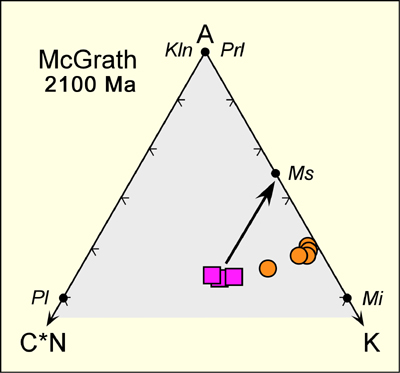 A
Kln Prl
McGrath
2100 Ma
Ms
Pl
Mi
C*N
K